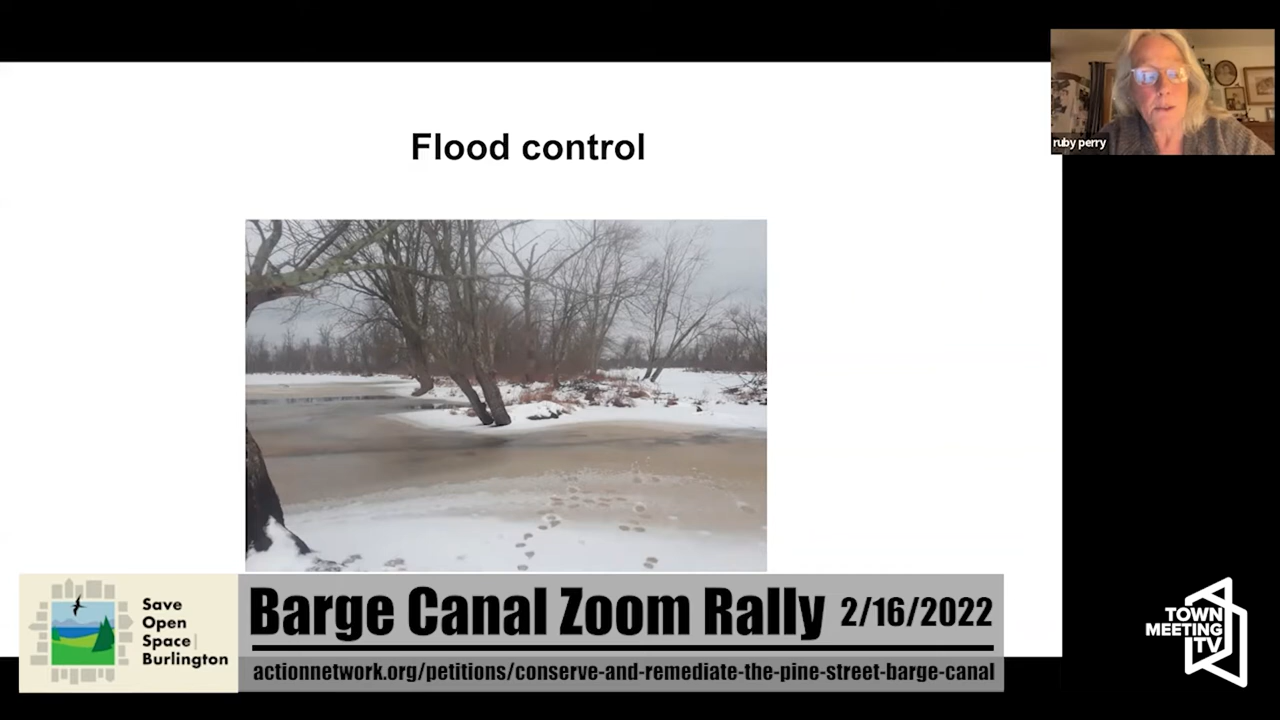 Flood control
ruby perry
Save
Open
Space
Burlington
Barge Canal Zoom Rally 2/16/2022
actionnetwork.org/petitions/conserve-and-remediate-the-pine-street-barge-canal
TOWN
MEETING
TV